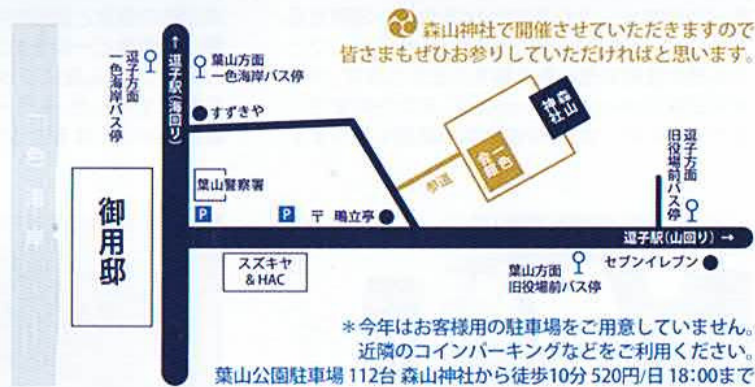 森山神社で開催させていただきますので
皆さまもぜひお参りしていただければと思います。
逗子方面
一色海岸バス停
↑ 逗子駅(海回り)
葉山方面
一色海岸バス停
すずきや
森山
神社
一色
会館
参道
逗子方面
旧役場前バス停
葉山警察署
御用邸
P
P
〒
鴫立亭
逗子駅(山回り) →
スズキヤ
& HAC
葉山方面
旧役場前バス停
セブンイレブン
*今年はお客様用の駐車場をご用意していません。
近隣のコインパーキングなどをご利用ください。
葉山公園駐車場 112台 森山神社から徒歩10分 520円/日 18:00まで